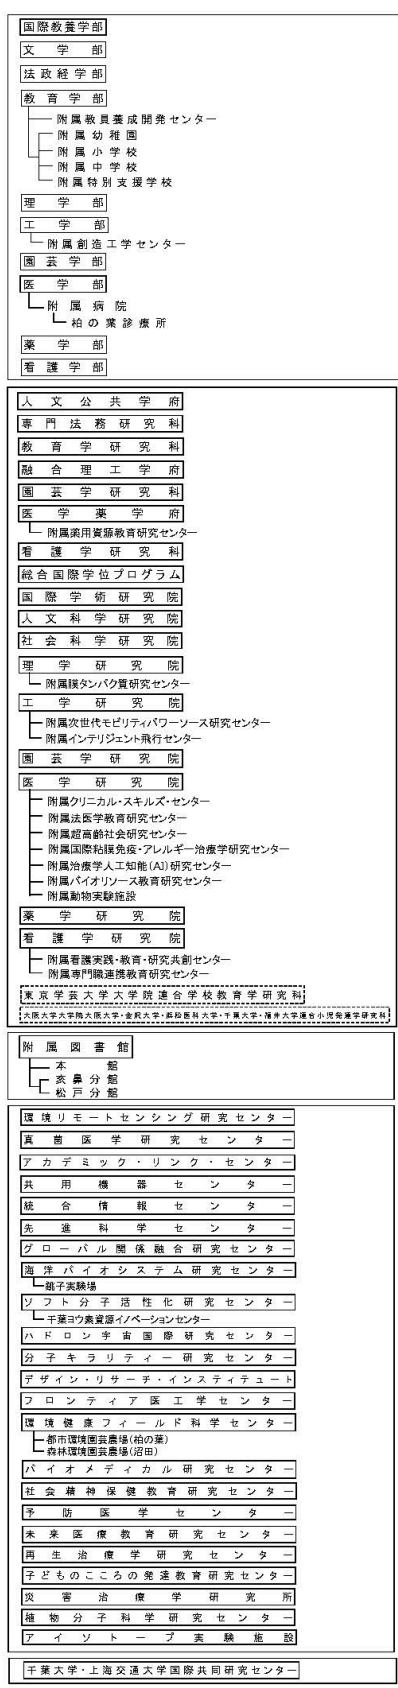 国際教養学部
文学部
法政経学部
教育学部
附属教員養成開発センター
附属幼稚園
附属小学校
附属中学校
附属特別支援学校
理学部
工学部
附属創造工学センター
園芸学部
医学部
附属病院
柏の葉診療所
薬学部
看護学部
人文公共学府
専門法務研究科
教育学研究科
融合理工学府
園芸学研究科
医学薬学府
附属薬用資源教育研究センター
看護学研究科
総合国際学位プログラム
国際学術研究院
人文科学研究院
社会科学研究院
理学研究院
附属膜タンパク質研究センター
工学研究院
附属次世代モビリティパワーソース研究センター
附属インテリジェント飛行センター
園芸学研究院
医学研究院
附属クリニカル・スキルズ・センター
附属法医学教育研究センター
附属超高齢社会研究センター
附属国際粘膜免疫・アレルギー治療学研究センター
附属治療学人工知能(AI)研究センター
附属バイオリソース教育研究センター
附属動物実験施設
薬学研究院
看護学研究院
附属看護実践・教育・研究共創センター
附属専門職連携教育研究センター
東京学芸大学大学院連合学校教育学研究科
大阪大学大学院大阪大学・金沢大学・浜松医科大学・千葉大学・福井大学連合小児発達学研究科
附属図書館
本館
亥鼻分館
松戸分館
環境リモートセンシング研究センター
真菌医学研究センター
アカデミック・リンク・センター
共用機器センター
統合情報センター
先進科学センター
グローバル関係融合研究センター
海洋バイオシステム研究センター
銚子実験場
ソフト分子活性化研究センター
千葉ヨウ素資源イノベーションセンター
ハドロン宇宙国際研究センター
分子キラリティー研究センター
デザイン・リサーチ・インスティテュート
フロンティア医工学センター
環境健康フィールド科学センター
都市環境園芸農場(柏の葉)
森林環境園芸農場(沼田)
バイオメディカル研究センター
社会精神保健教育研究センター
予防医学センター
未来医療教育研究センター
再生治療学研究センター
子どものこころの発達教育研究センター
災害治療学研究所
植物分子科学研究センター
アイソトープ実験施設
千葉大学・上海交通大学国際共同研究センター